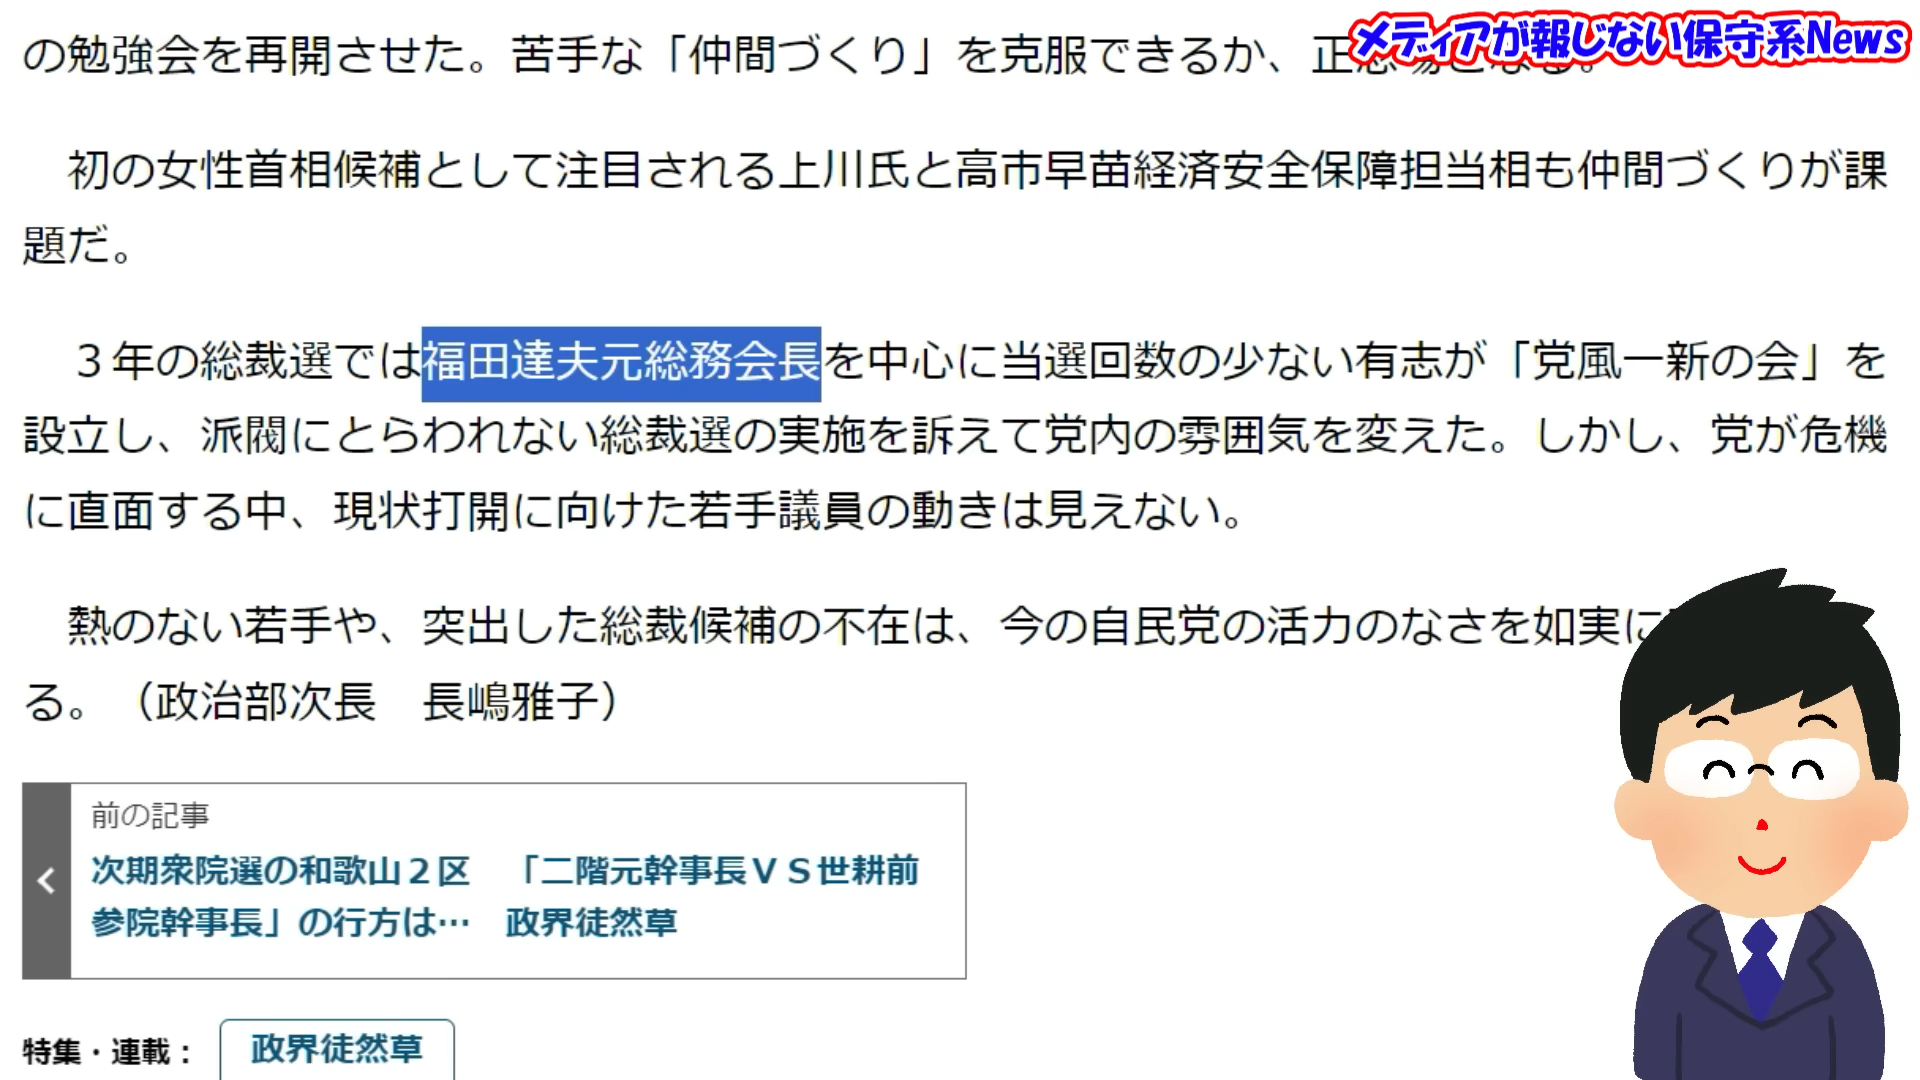 メディアが報じない保守系News
の勉強会を再開させた。苦手な「仲間づくり」を克服できるか、正念場となる。
初の女性首相候補として注目される上川氏と高市早苗経済安全保障担当相も仲間づくりが課
題だ。
３年の総裁選では福田達夫元総務会長を中心に当選回数の少ない有志が「党風一新の会」を
設立し、派閥にとらわれない総裁選の実施を訴えて党内の雰囲気を変えた。しかし、党が危機
に直面する中、現状打開に向けた若手議員の動きは見えない。
熱のない若手や、突出した総裁候補の不在は、今の自民党の活力のなさを如実に
る。（政治部次長　長嶋雅子）
前の記事
次期衆院選の和歌山２区　「二階元幹事長ＶＳ世耕前
参院幹事長」の行方は…　政界徒然草
特集・連載： 政界徒然草